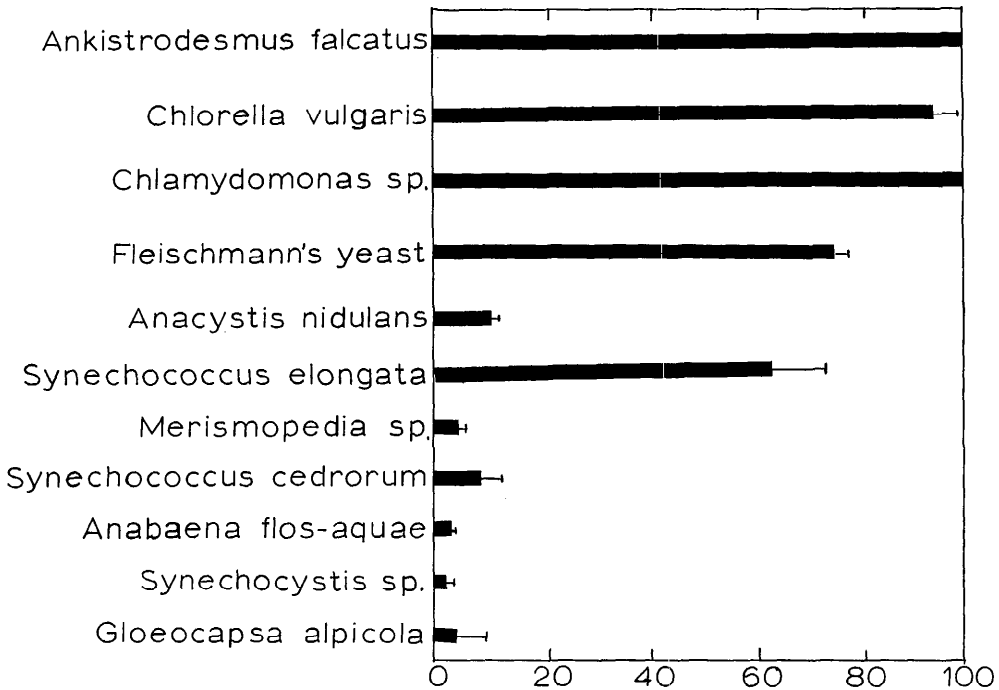 Ankistrodesmus falcatus
Chlorella vulgaris
Chlamydomonas sp.
Fleischmann's yeast
Anacystis nidulans
Synechococcus elongata
Merismopedia sp.
Synechococcus cedrorum
Anabaena flos-aquae
Synechocystis sp.
Gloeocapsa alpicola
0 20 40 60 80 100